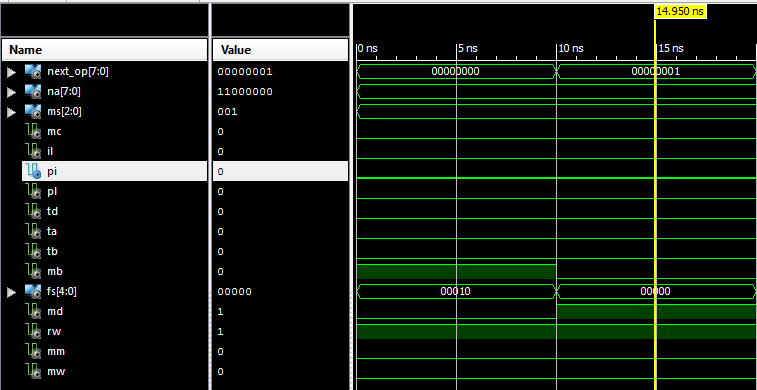 14.950 ns
Name Value 0 ns 5 ns 10 ns 15 ns
next_op[7:0] 00000001 00000000 00000001
na[7:0] 11000000
ms[2:0] 001
mc 0
il 0
pi 0
pl 0
td 0
ta 0
tb 0
mb 0
fs[4:0] 00000 00010 00000
md 1
rw 1
mm 0
mw 0